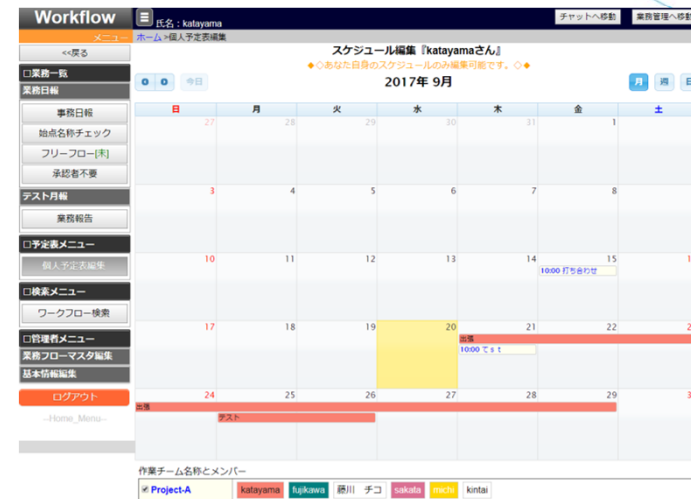 Workflow
氏名 : katayama
チャットへ移動
業務管理へ移動
メニュー
ホーム >個人予定表編集
<<戻る
スケジュール編集『katayamaさん』
◆◇あなた自身のスケジュールのみ編集可能です。◇◆
今日
2017年 9月
月
週
日
□業務一覧
業務日報
事務日報
始点名称チェック
フリーフロー[未]
承認者不要
テスト月報
業務報告
□予定表メニュー
個人予定表編集
□検索メニュー
ワークフロー検索
□管理者メニュー
業務フローマスタ編集
基本情報編集
ログアウト
--Home_Menu--
日 月 火 水 木 金 土
27 28 29 30 31 1
3 4 5 6 7 8
10 11 12 13 14 15
10:00 打ち合わせ
17 18 19 20 21 22
出張
10:00 てｓｔ
24 25 26 27 28 29
出張
テスト
作業チーム名称とメンバー
Project-A katayama fujikawa 藤川 チコ sakata michi kintai